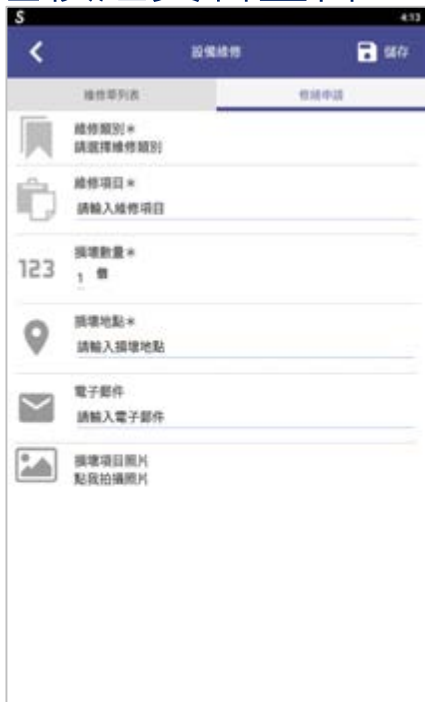 S
4:13
設備維修
儲存
維修單列表
修繕申請
維修類別*
請選擇維修類別
維修項目*
請輸入維修項目
損壞數量*
123
1 個
損壞地點*
請輸入損壞地點
電子郵件
請輸入電子郵件
損壞項目照片
點我拍攝照片